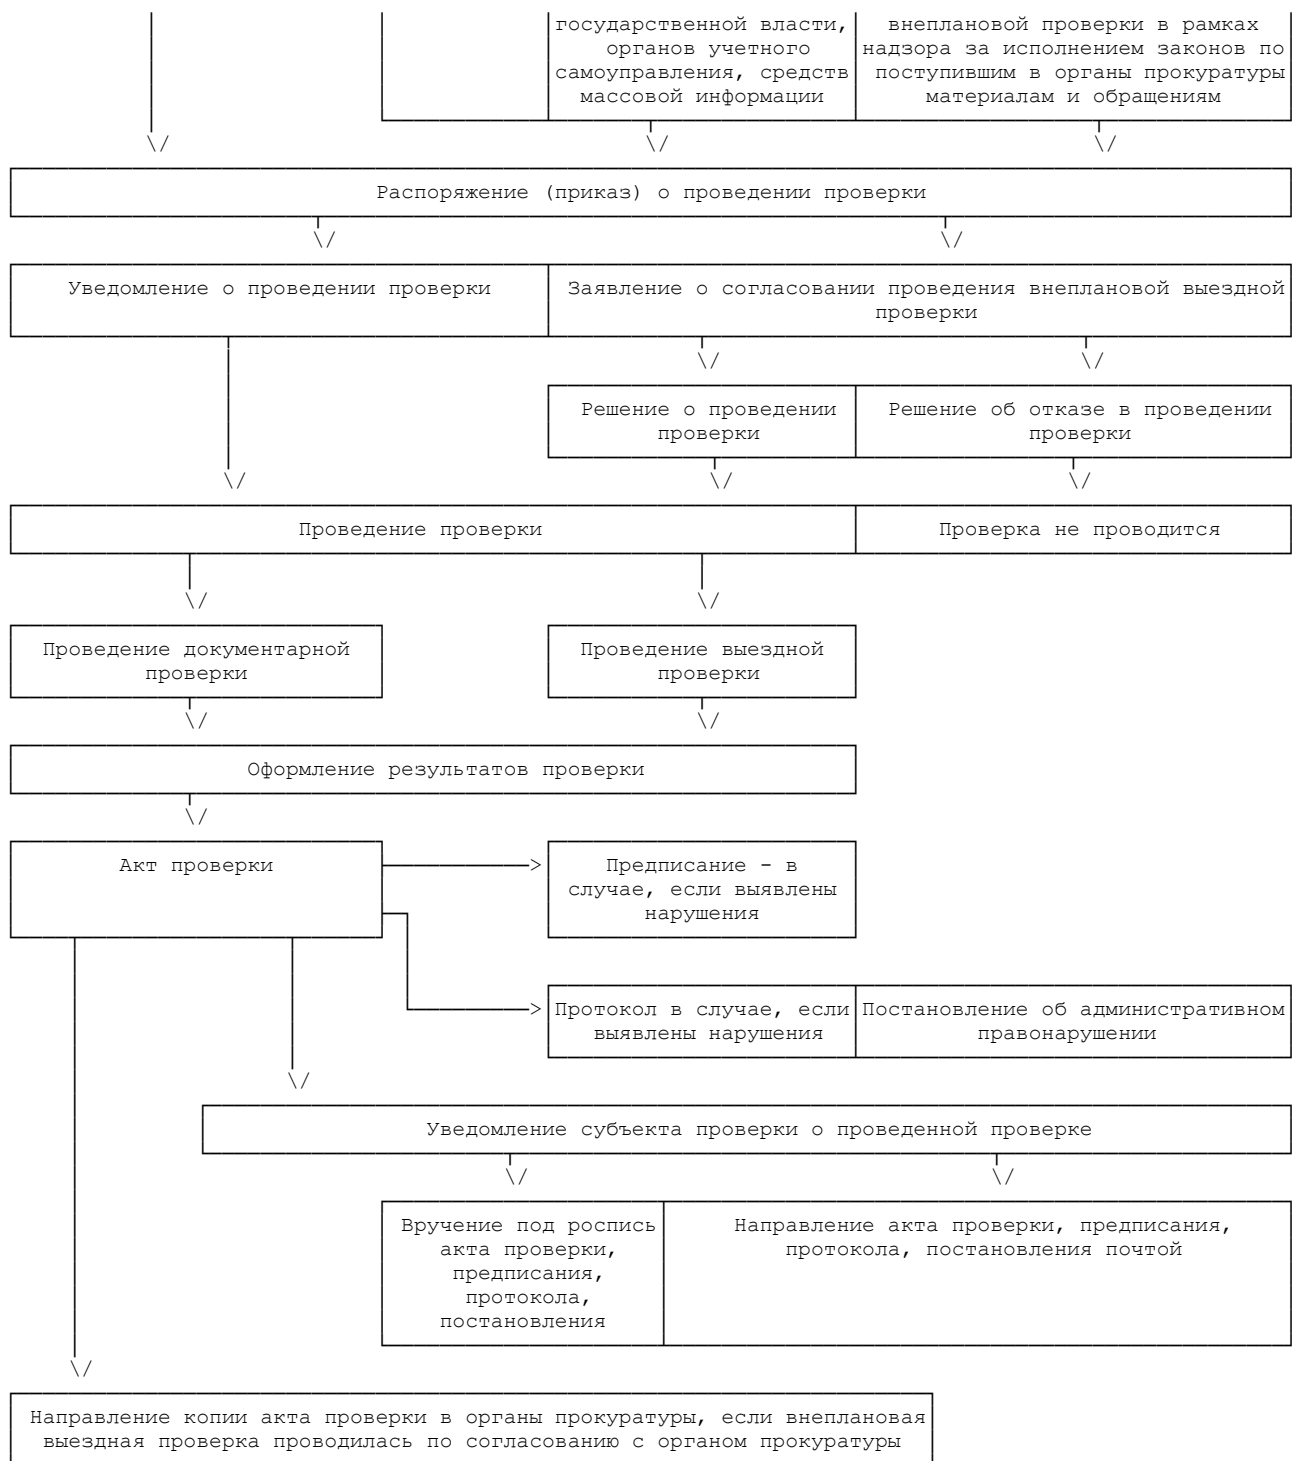 государственной власти,
органов учетного
самоуправления, средств
массовой информации
внеплановой проверки в рамках
надзора за исполнением законов по
поступившим в органы прокуратуры
материалам и обращениям
Распоряжение (приказ) о проведении проверки
Уведомление о проведении проверки
Заявление о согласовании проведения внеплановой выездной
проверки
Решение о проведении
проверки
Решение об отказе в проведении
проверки
Проведение проверки
Проверка не проводится
Проведение документарной
проверки
Проведение выездной
проверки
Оформление результатов проверки
Акт проверки
Предписание - в
случае, если выявлены
нарушения
Протокол в случае, если
выявлены нарушения
Постановление об административном
правонарушении
Уведомление субъекта проверки о проведенной проверке
Вручение под роспись
акта проверки,
предписания,
протокола,
постановления
Направление акта проверки, предписания,
протокола, постановления почтой
Направление копии акта проверки в органы прокуратуры, если внеплановая
выездная проверка проводилась по согласованию с органом прокуратуры